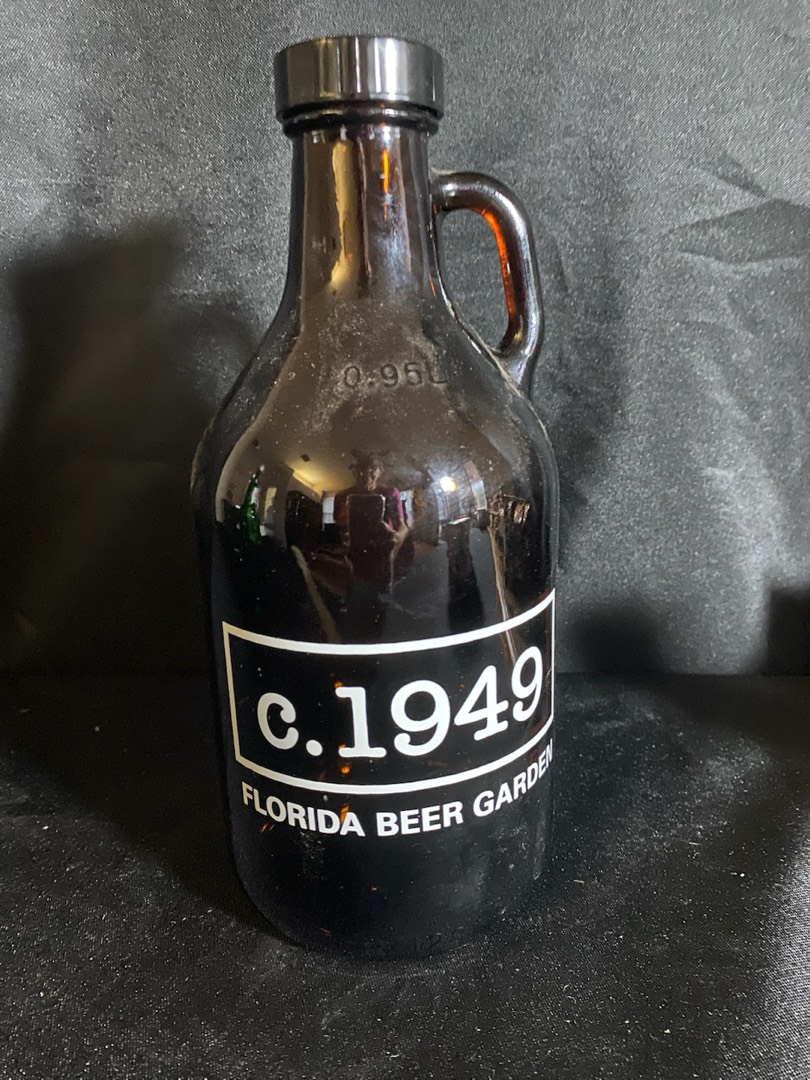 0.95L
c.1949
FLORIDA BEER GARDEN